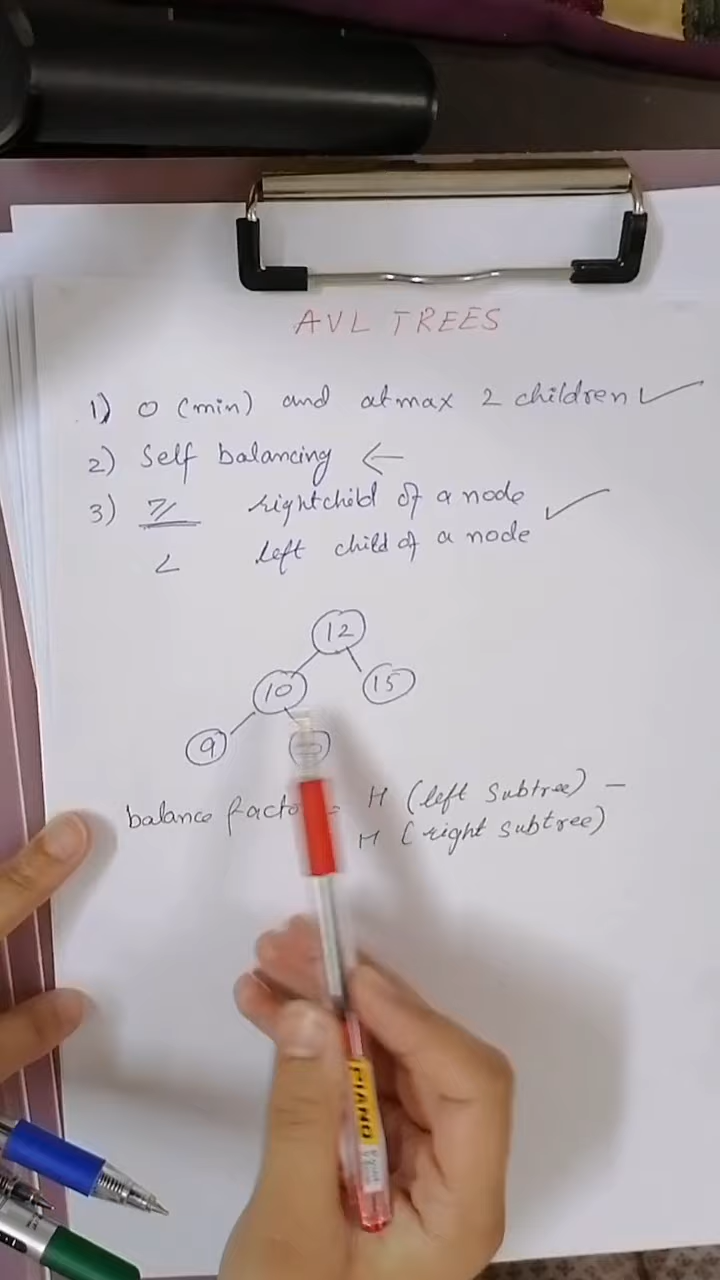 AVL TREES
1) 0 (min) and atmax 2 children
2) Self balancing ←
3) ≥ rightchild of a node
< left child of a node
12
10 15
9
balance facto = H (left subtree) -
H (right subtree)
PIANO